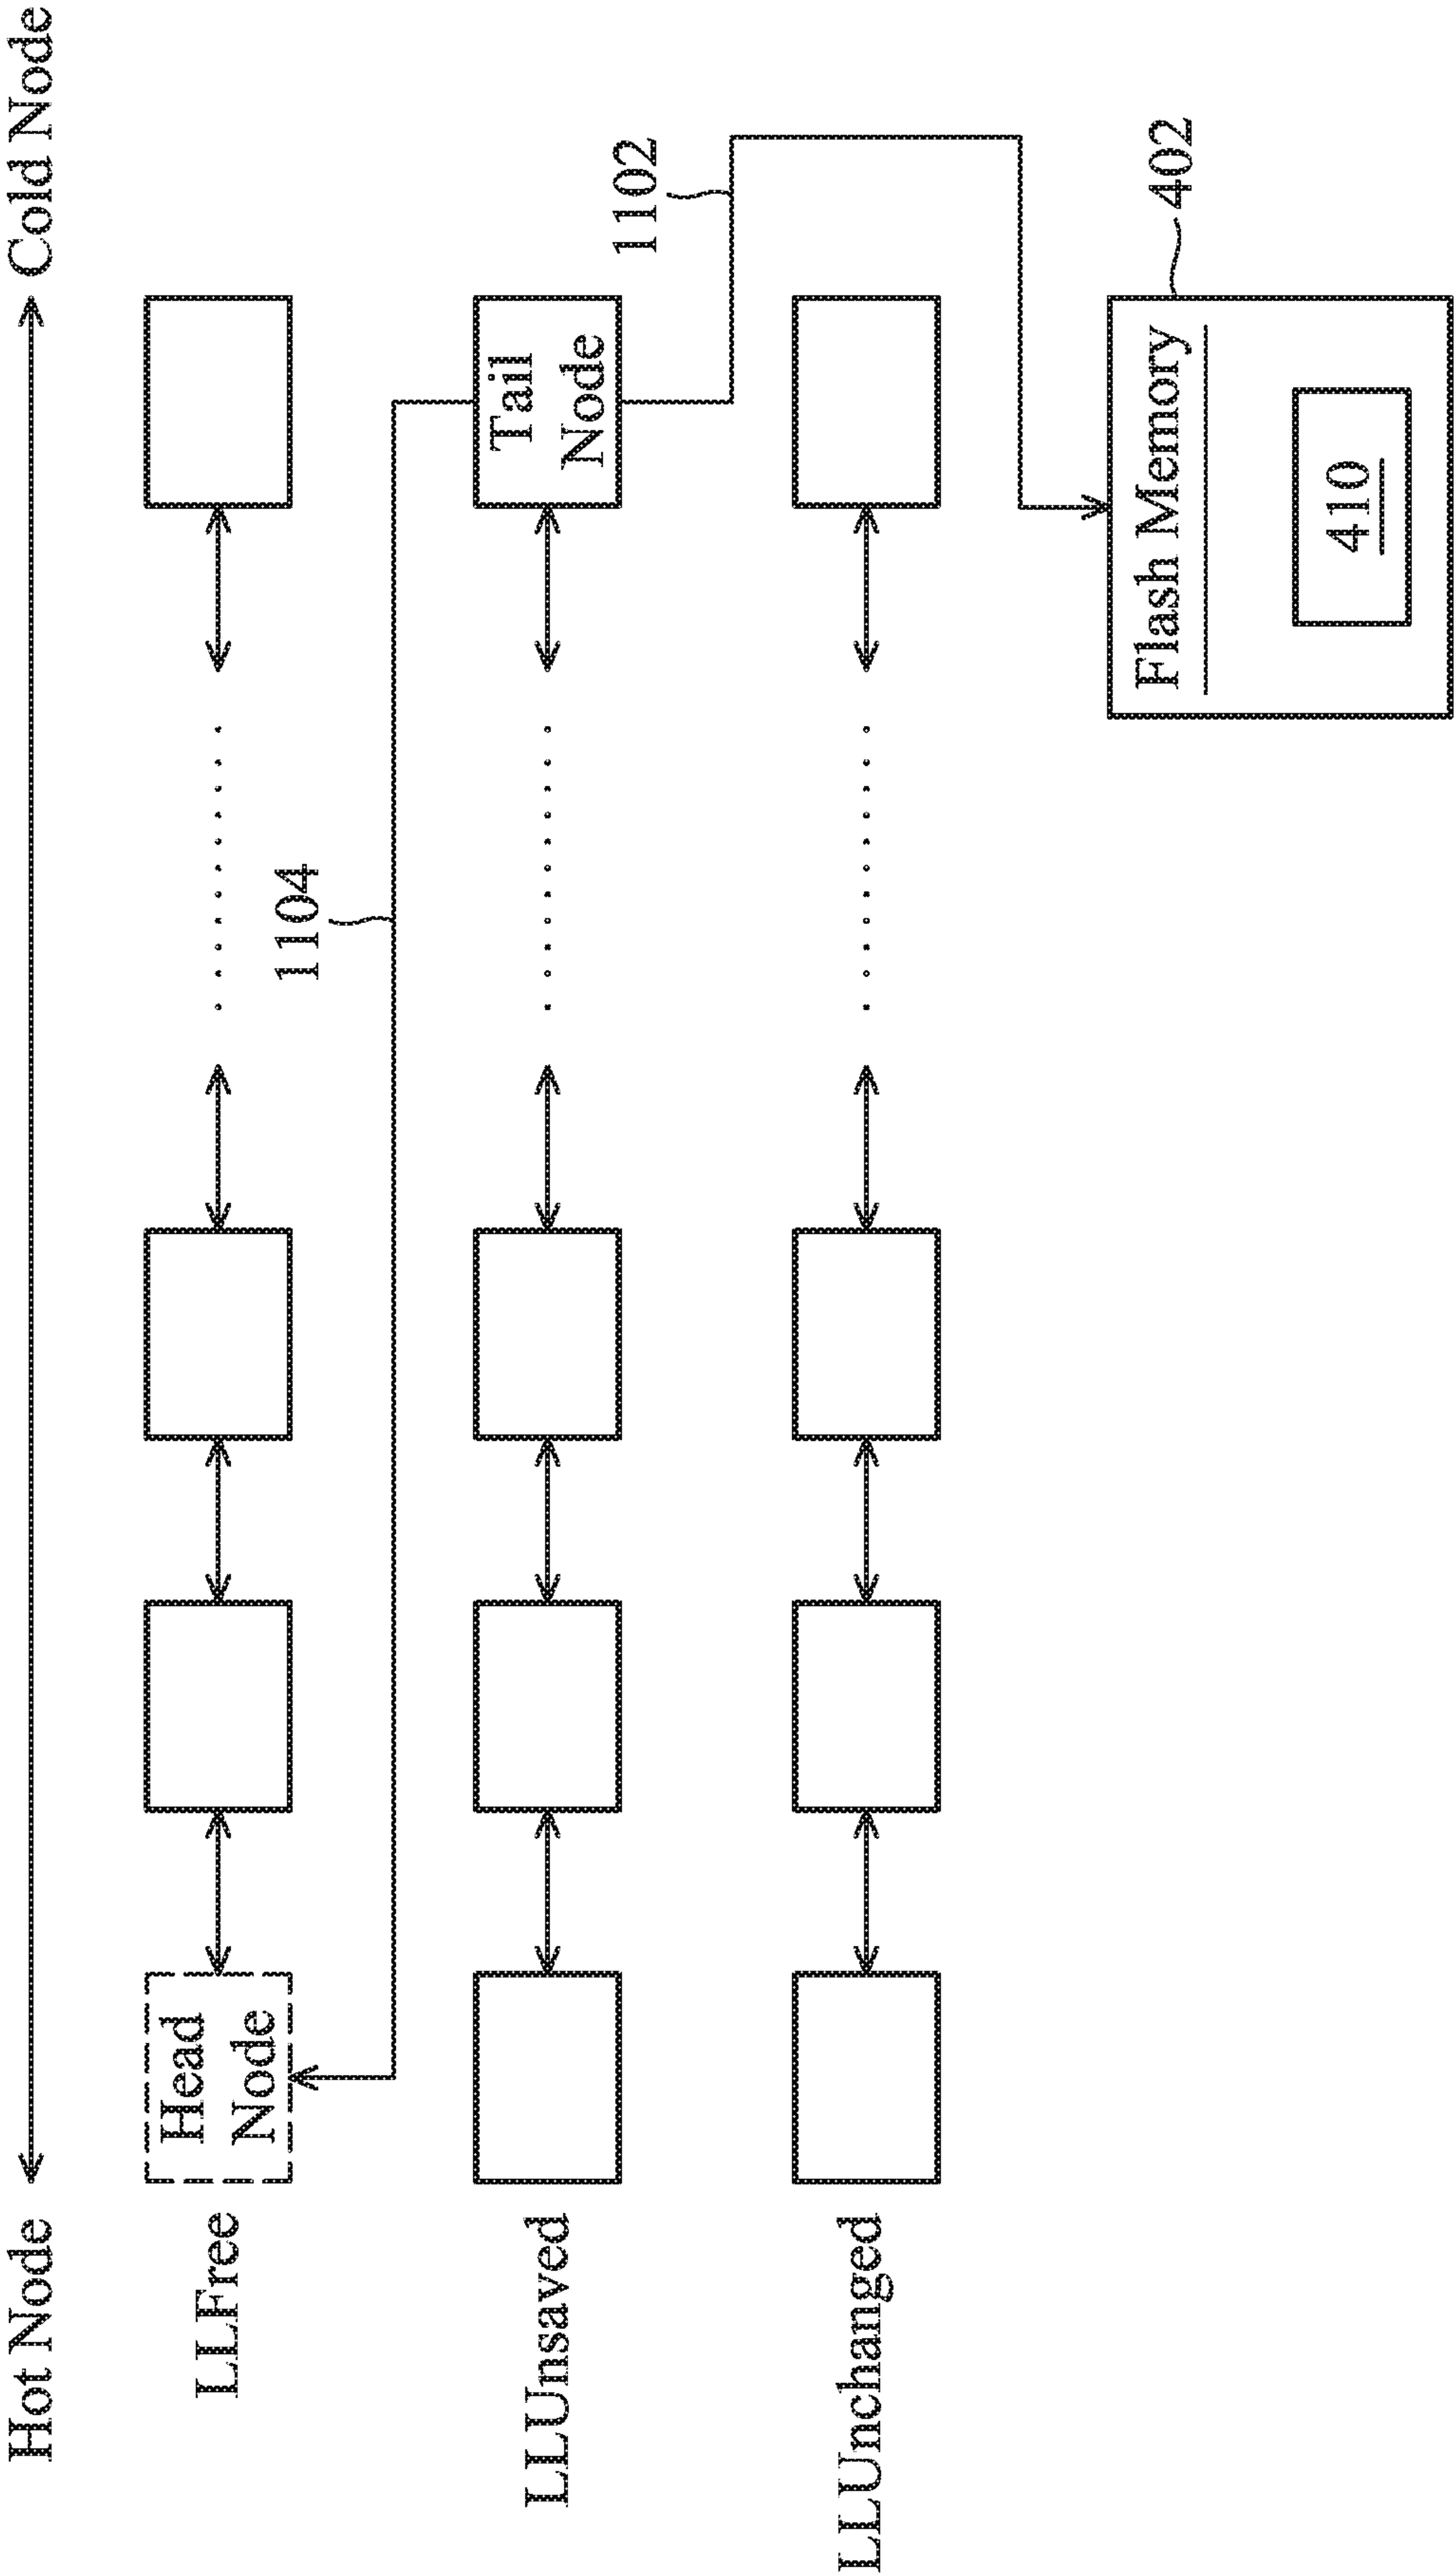 Hot Node
Cold Node
LLFree
Head
Node
1104
LLUnsaved
Tail
Node
1102
LLUnchanged
402
Flash Memory
410